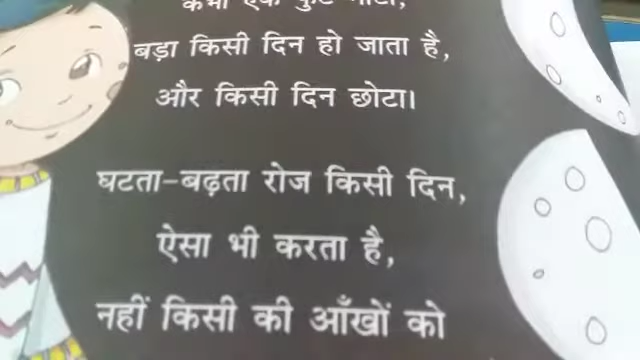 बड़ा किसी दिन हो जाता है,
और किसी दिन छोटा।
घटता-बढ़ता रोज किसी दिन,
ऐसा भी करता है,
नहीं किसी की आँखों को